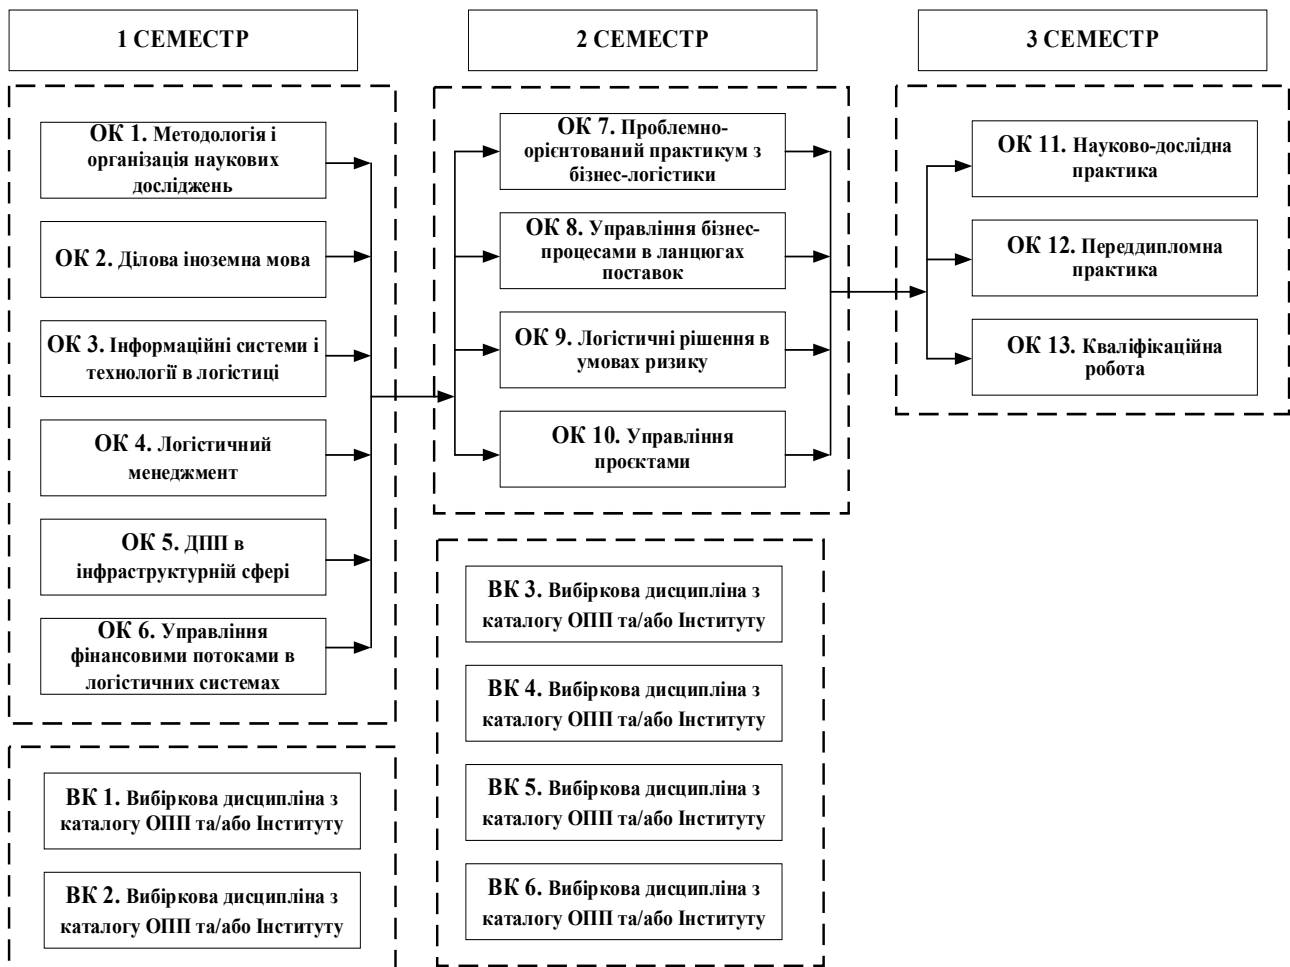 1 СЕМЕСТР
2 СЕМЕСТР
3 СЕМЕСТР
ОК 1. Методологія і
організація наукових
досліджень
ОК 2. Ділова іноземна мова
ОК 3. Інформаційні системи і
технології в логістиці
ОК 4. Логістичний
менеджмент
ОК 5. ДПП в
інфраструктурній сфері
ОК 6. Управління
фінансовими потоками в
логістичних системах
ВК 1. Вибіркова дисципліна з
каталогу ОПП та/або Інституту
ВК 2. Вибіркова дисципліна з
каталогу ОПП та/або Інституту
ОК 7. Проблемно-
орієнтований практикум з
бізнес-логістики
ОК 8. Управління бізнес-
процесами в ланцюгах
поставок
ОК 9. Логістичні рішення в
умовах ризику
ОК 10. Управління
проєктами
ВК 3. Вибіркова дисципліна з
каталогу ОПП та/або Інституту
ВК 4. Вибіркова дисципліна з
каталогу ОПП та/або Інституту
ВК 5. Вибіркова дисципліна з
каталогу ОПП та/або Інституту
ВК 6. Вибіркова дисципліна з
каталогу ОПП та/або Інституту
ОК 11. Науково-дослідна
практика
ОК 12. Переддипломна
практика
ОК 13. Кваліфікаційна
робота